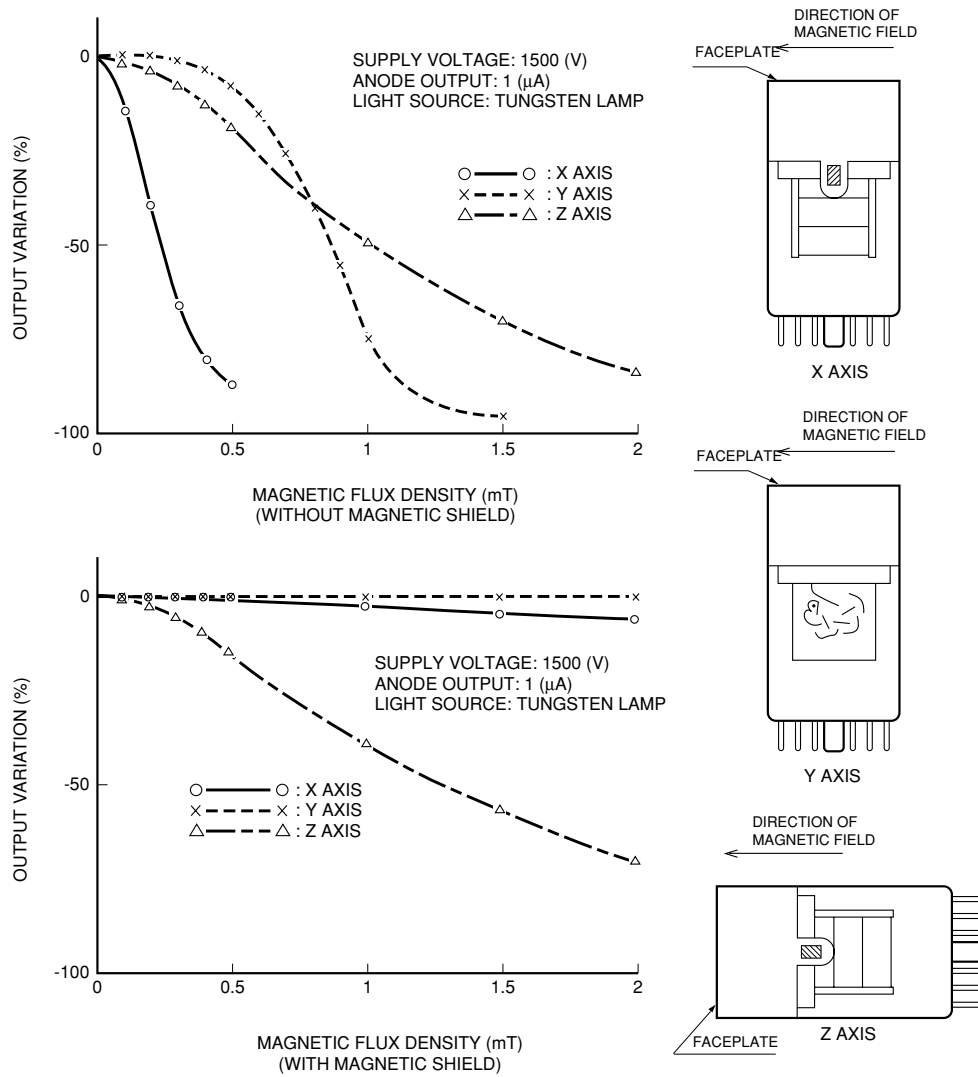 0
-50
-100
OUTPUT VARIATION (%)
SUPPLY VOLTAGE: 1500 (V)
ANODE OUTPUT: 1 (μA)
LIGHT SOURCE: TUNGSTEN LAMP
: X AXIS
: Y AXIS
: Z AXIS
0 0.5 1 1.5 2
MAGNETIC FLUX DENSITY (mT)
(WITHOUT MAGNETIC SHIELD)
DIRECTION OF
MAGNETIC FIELD
FACEPLATE
X AXIS
DIRECTION OF
MAGNETIC FIELD
FACEPLATE
Y AXIS
0
-50
-100
OUTPUT VARIATION (%)
SUPPLY VOLTAGE: 1500 (V)
ANODE OUTPUT: 1 (μA)
LIGHT SOURCE: TUNGSTEN LAMP
: X AXIS
: Y AXIS
: Z AXIS
0 0.5 1 1.5 2
MAGNETIC FLUX DENSITY (mT)
(WITH MAGNETIC SHIELD)
DIRECTION OF
MAGNETIC FIELD
FACEPLATE
Z AXIS